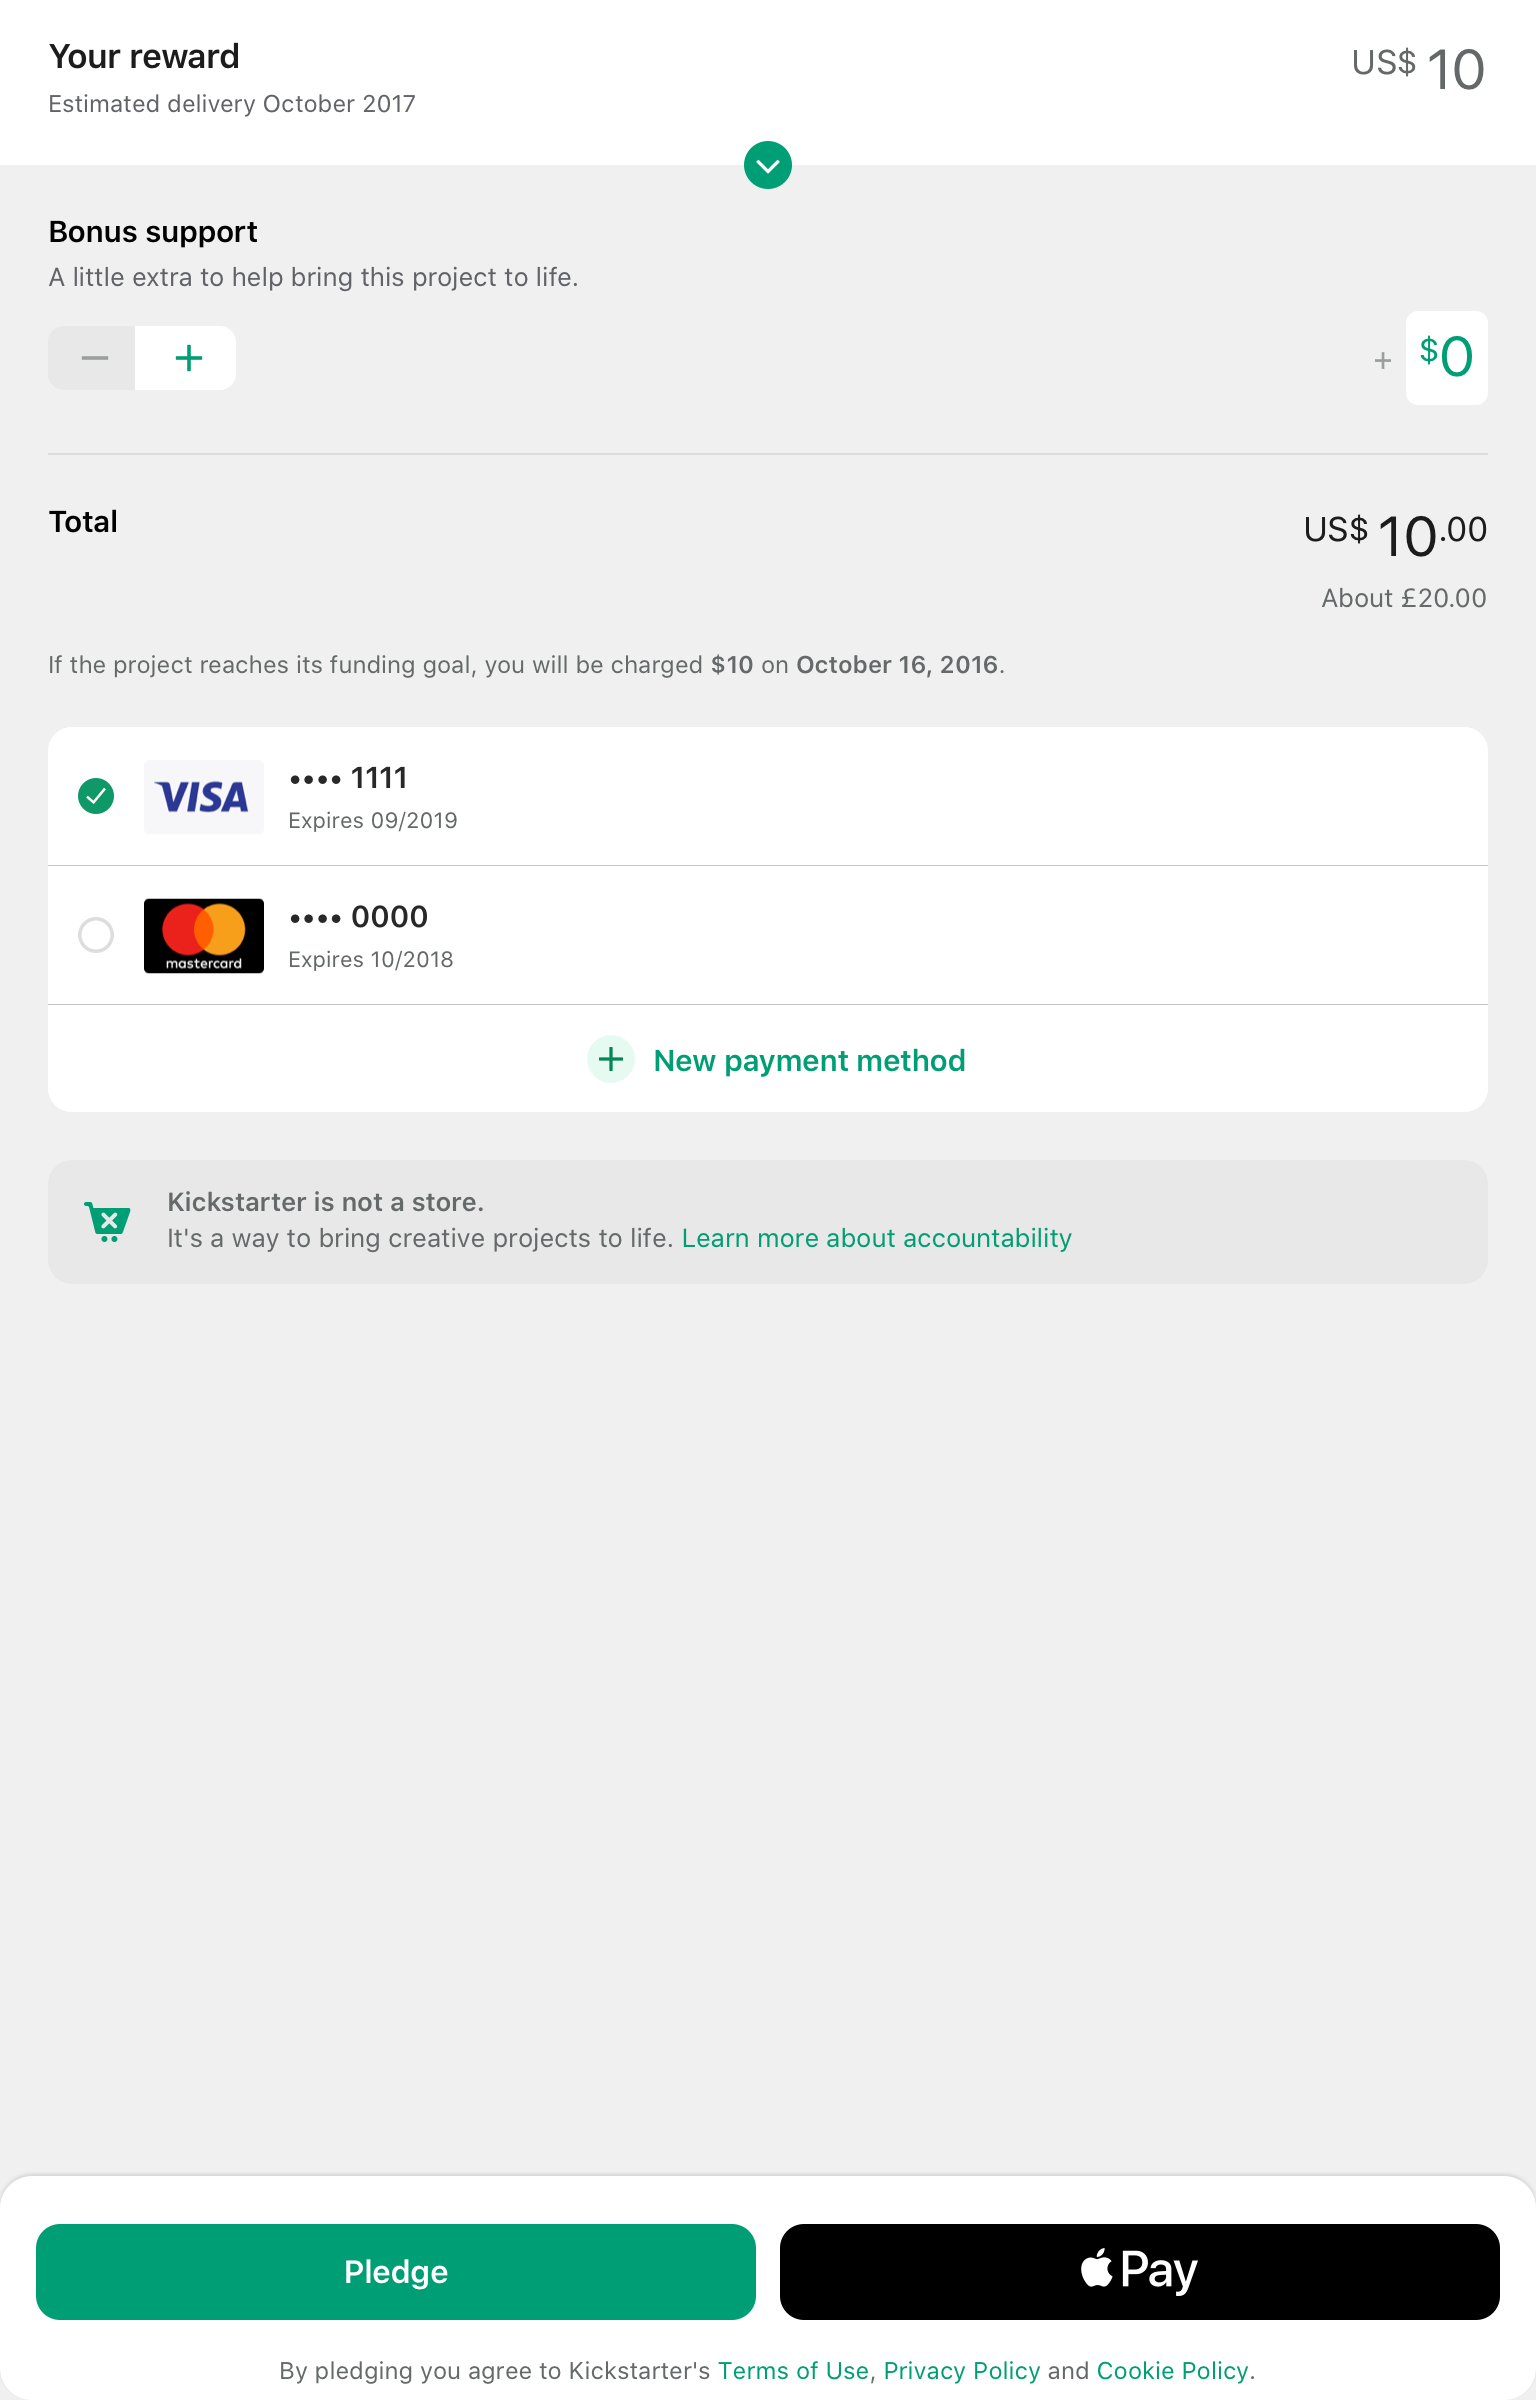 Your reward
US$ 10
Estimated delivery October 2017
Bonus support
A little extra to help bring this project to life.
− +
+ $0
Total
US$ 10.00
About £20.00
If the project reaches its funding goal, you will be charged $10 on October 16, 2016.
VISA
•••• 1111
Expires 09/2019
mastercard
•••• 0000
Expires 10/2018
+ New payment method
Kickstarter is not a store.
It's a way to bring creative projects to life. Learn more about accountability
Pledge
Pay
By pledging you agree to Kickstarter's Terms of Use, Privacy Policy and Cookie Policy.